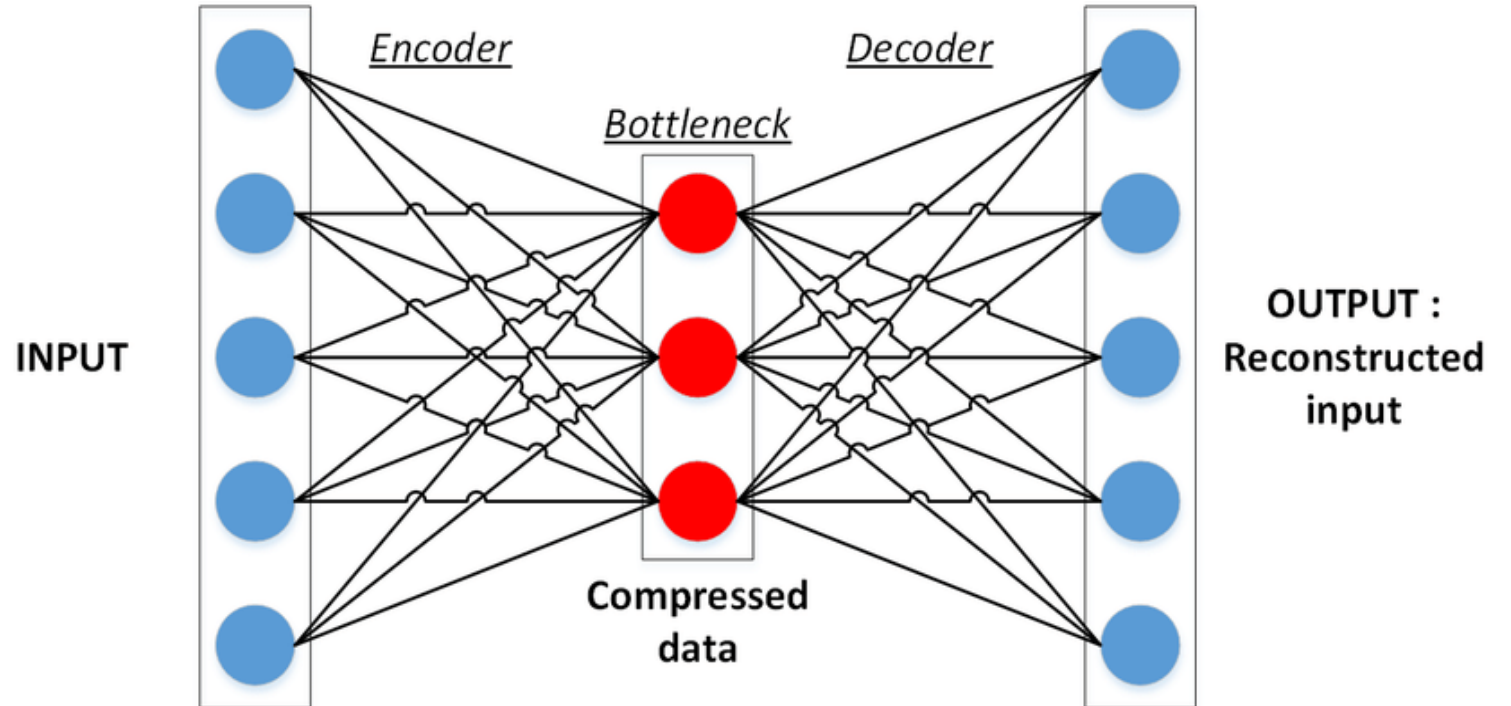 Encoder
Decoder
Bottleneck
INPUT
OUTPUT :
Reconstructed
input
Compressed
data